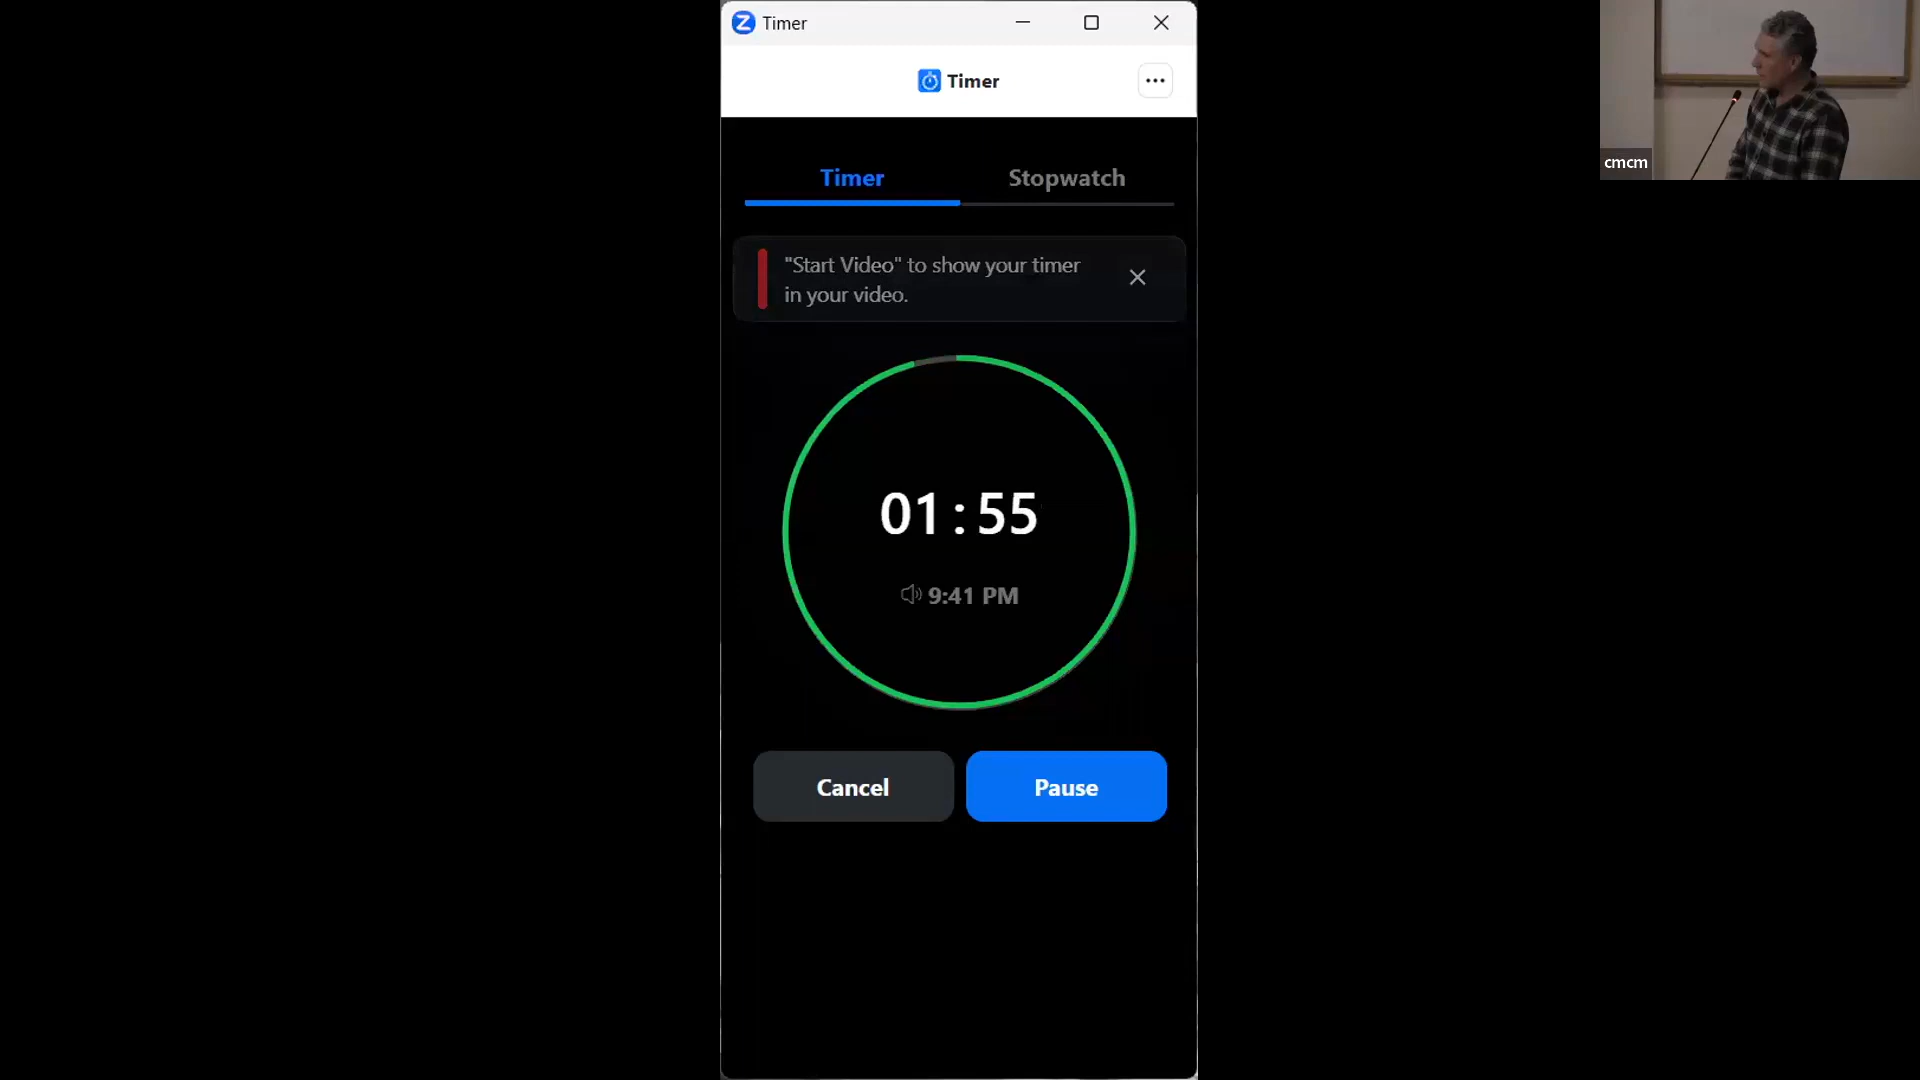 Timer
Timer
Timer
Stopwatch
"Start Video" to show your timer
in your video.
01:55
9:41 PM
Cancel
Pause
cmcm